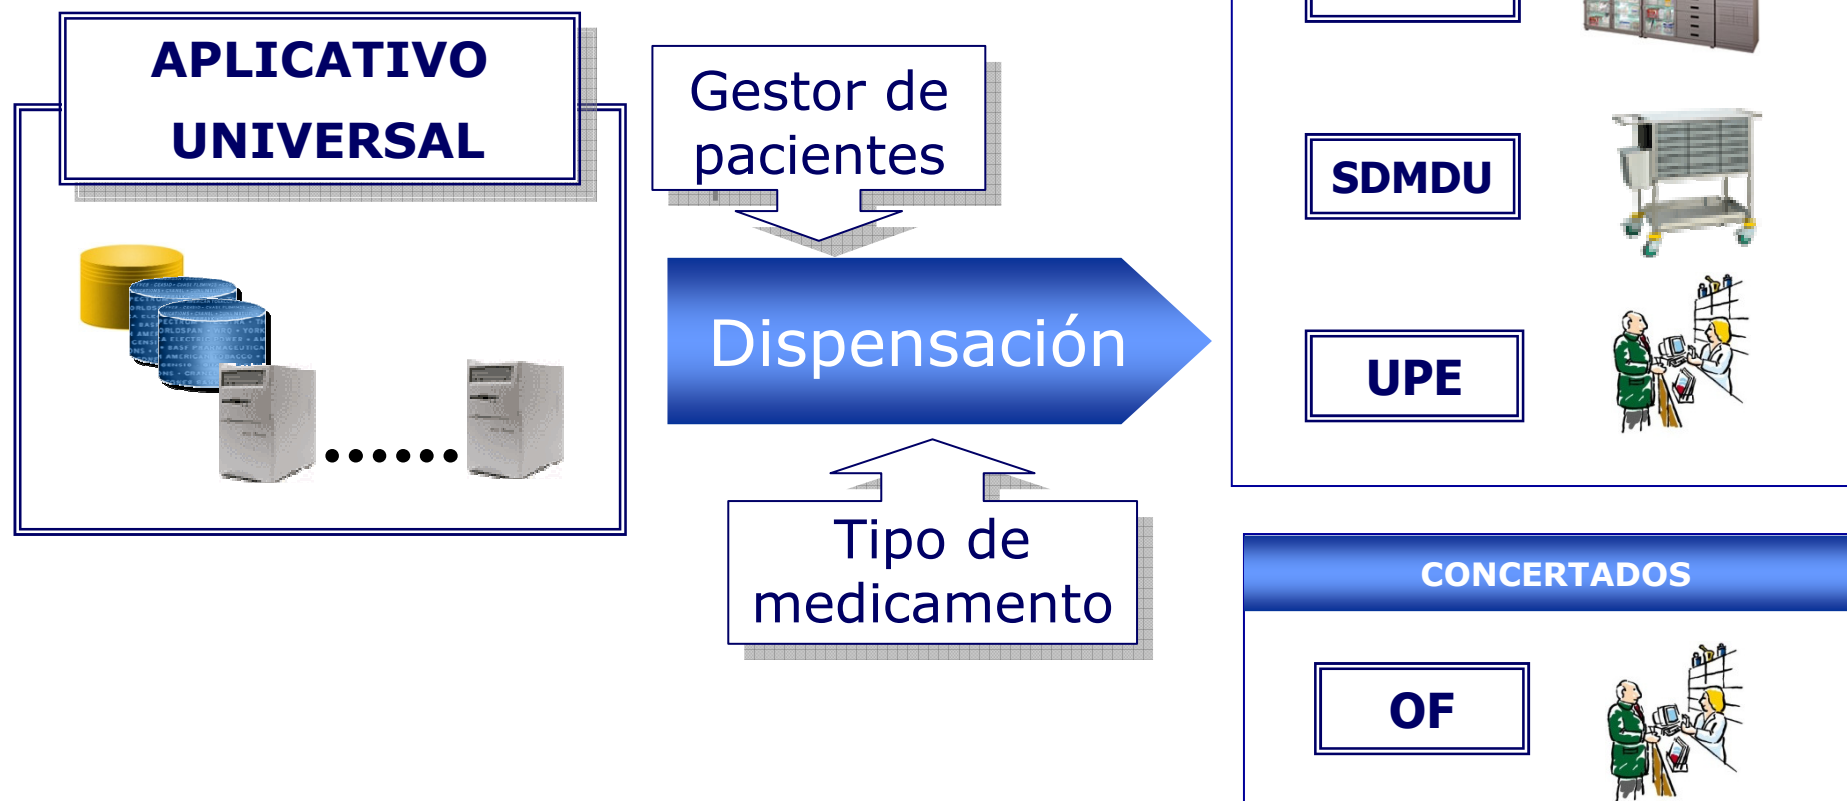 APLICATIVO
UNIVERSAL
Gestor de
pacientes
Dispensación
Tipo de
medicamento
SDMDU
UPE
CONCERTADOS
OF